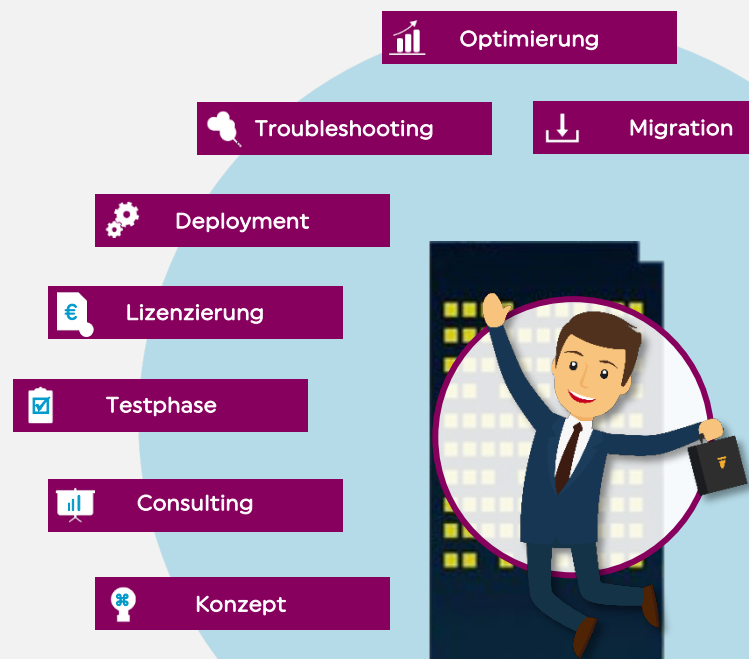 Optimierung
Troubleshooting
Migration
Deployment
€
Lizenzierung
Testphase
Consulting
Konzept